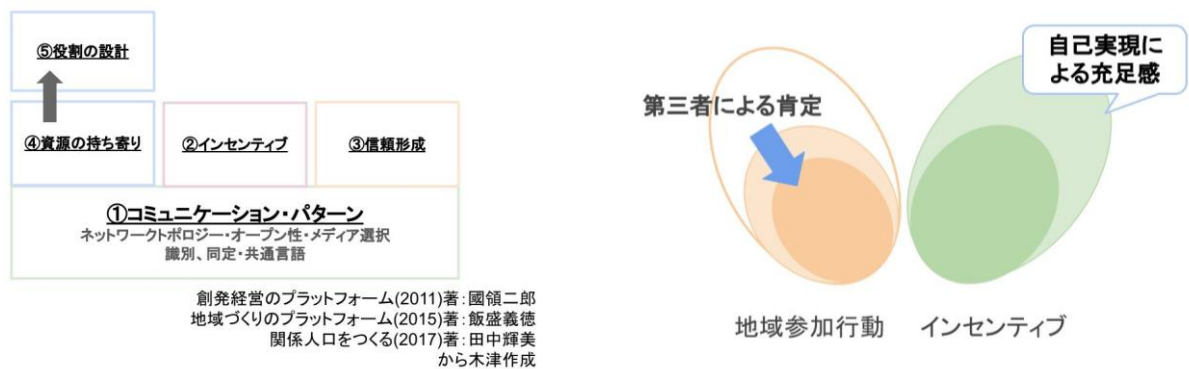 ⑤役割の設計
④資源の持ち寄り
②インセンティブ
③信頼形成
①コミュニケーション・パターン
ネットワークトポロジー・オープン性・メディア選択
識別、同定・共通言語
創発経営のプラットフォーム(2011)著:國領二郎
地域づくりのプラットフォーム(2015)著:飯盛義徳
関係人口をつくる(2017)著:田中輝美
から木津作成
自己実現に
よる充足感
第三者による肯定
地域参加行動
インセンティブ